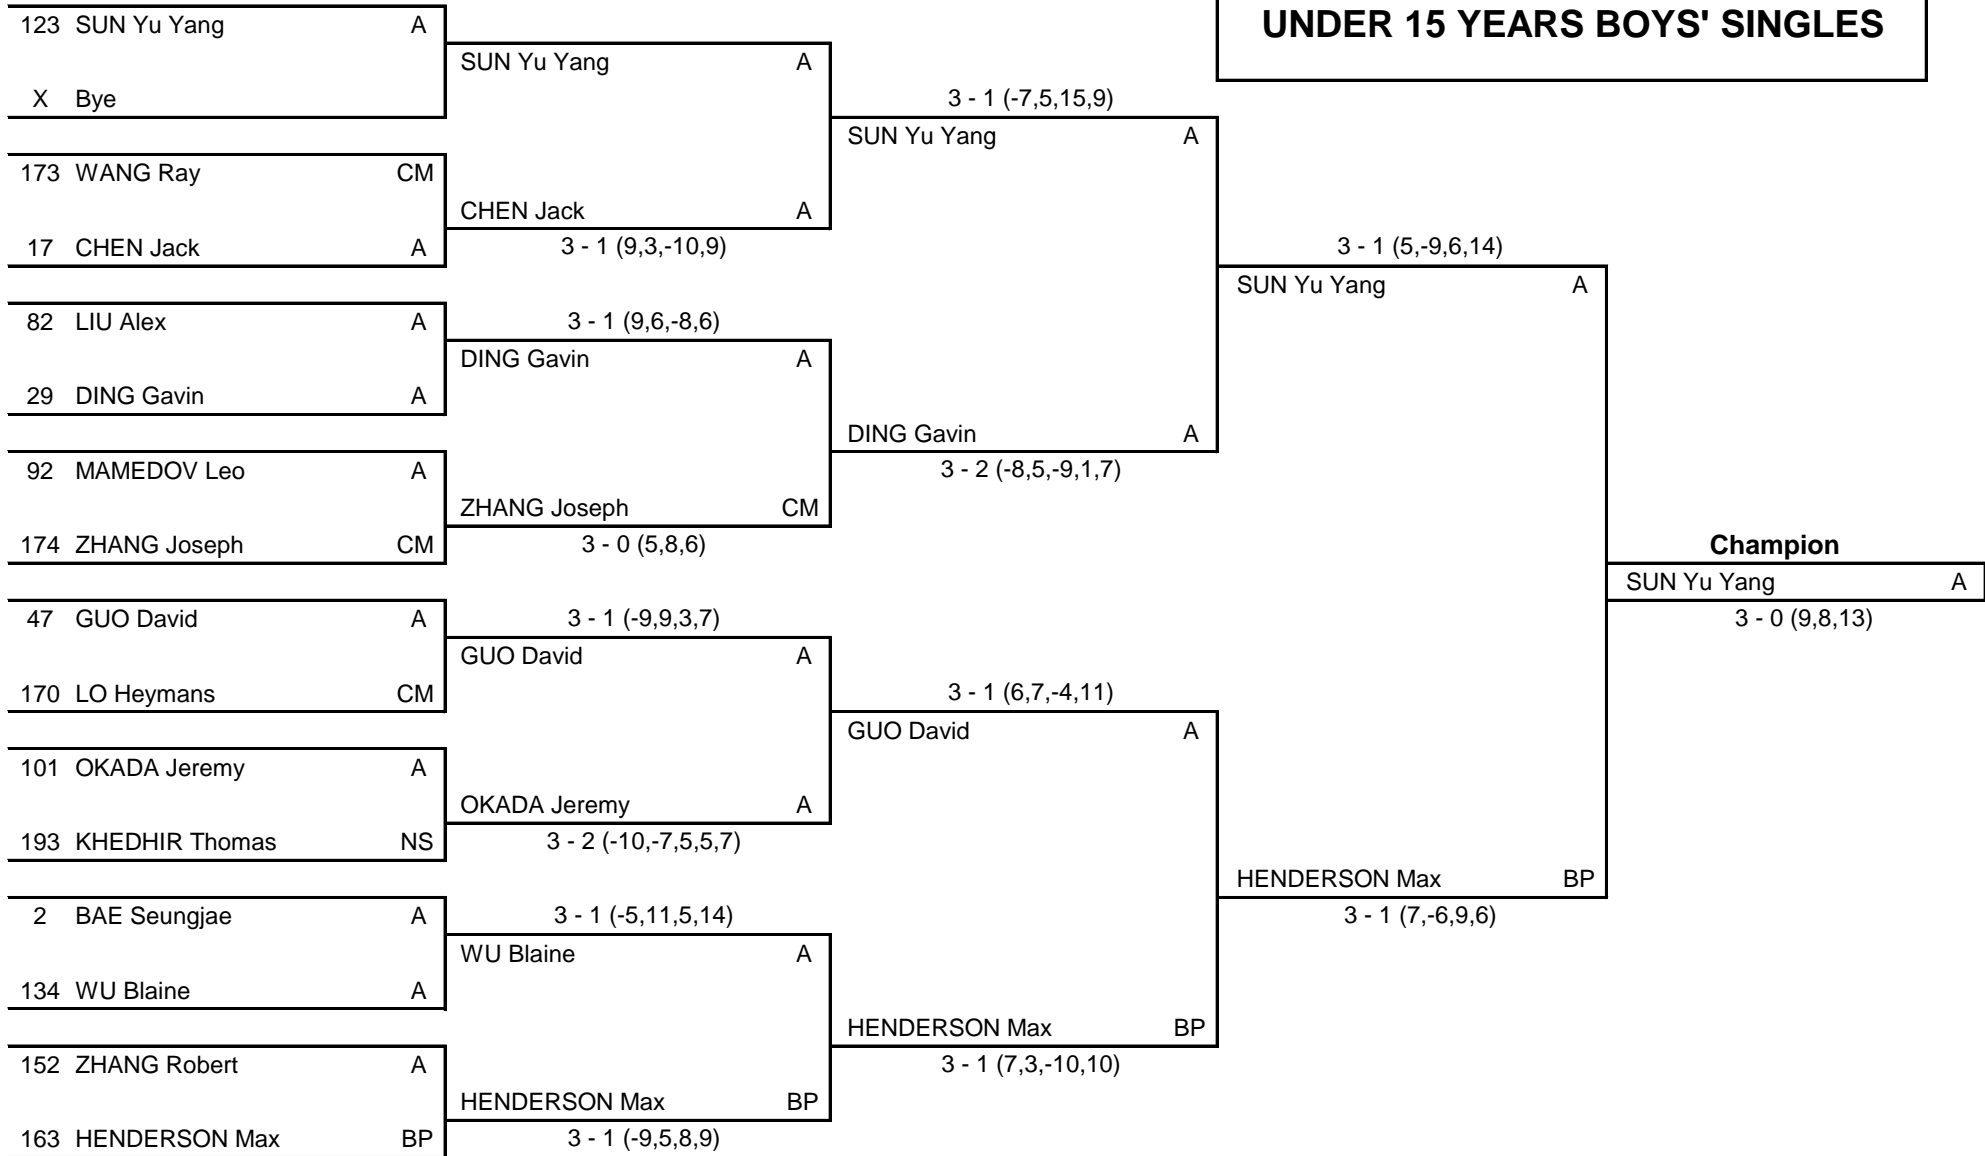 UNDER 15 YEARS BOYS' SINGLES
123 SUN Yu Yang A
X Bye
173 WANG Ray CM
17 CHEN Jack A
82 LIU Alex A
29 DING Gavin A
92 MAMEDOV Leo A
174 ZHANG Joseph CM
47 GUO David A
170 LO Heymans CM
101 OKADA Jeremy A
193 KHEDHIR Thomas NS
2 BAE Seungjae A
134 WU Blaine A
152 ZHANG Robert A
163 HENDERSON Max BP
SUN Yu Yang A
CHEN Jack A
3 - 1 (9,3,-10,9)
3 - 1 (9,6,-8,6)
DING Gavin A
ZHANG Joseph CM
3 - 0 (5,8,6)
3 - 1 (-9,9,3,7)
GUO David A
OKADA Jeremy A
3 - 2 (-10,-7,5,5,7)
3 - 1 (-5,11,5,14)
WU Blaine A
HENDERSON Max BP
3 - 1 (-9,5,8,9)
3 - 1 (-7,5,15,9)
SUN Yu Yang A
DING Gavin A
3 - 2 (-8,5,-9,1,7)
3 - 1 (6,7,-4,11)
GUO David A
HENDERSON Max BP
3 - 1 (7,3,-10,10)
3 - 1 (5,-9,6,14)
SUN Yu Yang A
HENDERSON Max BP
3 - 1 (7,-6,9,6)
Champion
SUN Yu Yang A
3 - 0 (9,8,13)